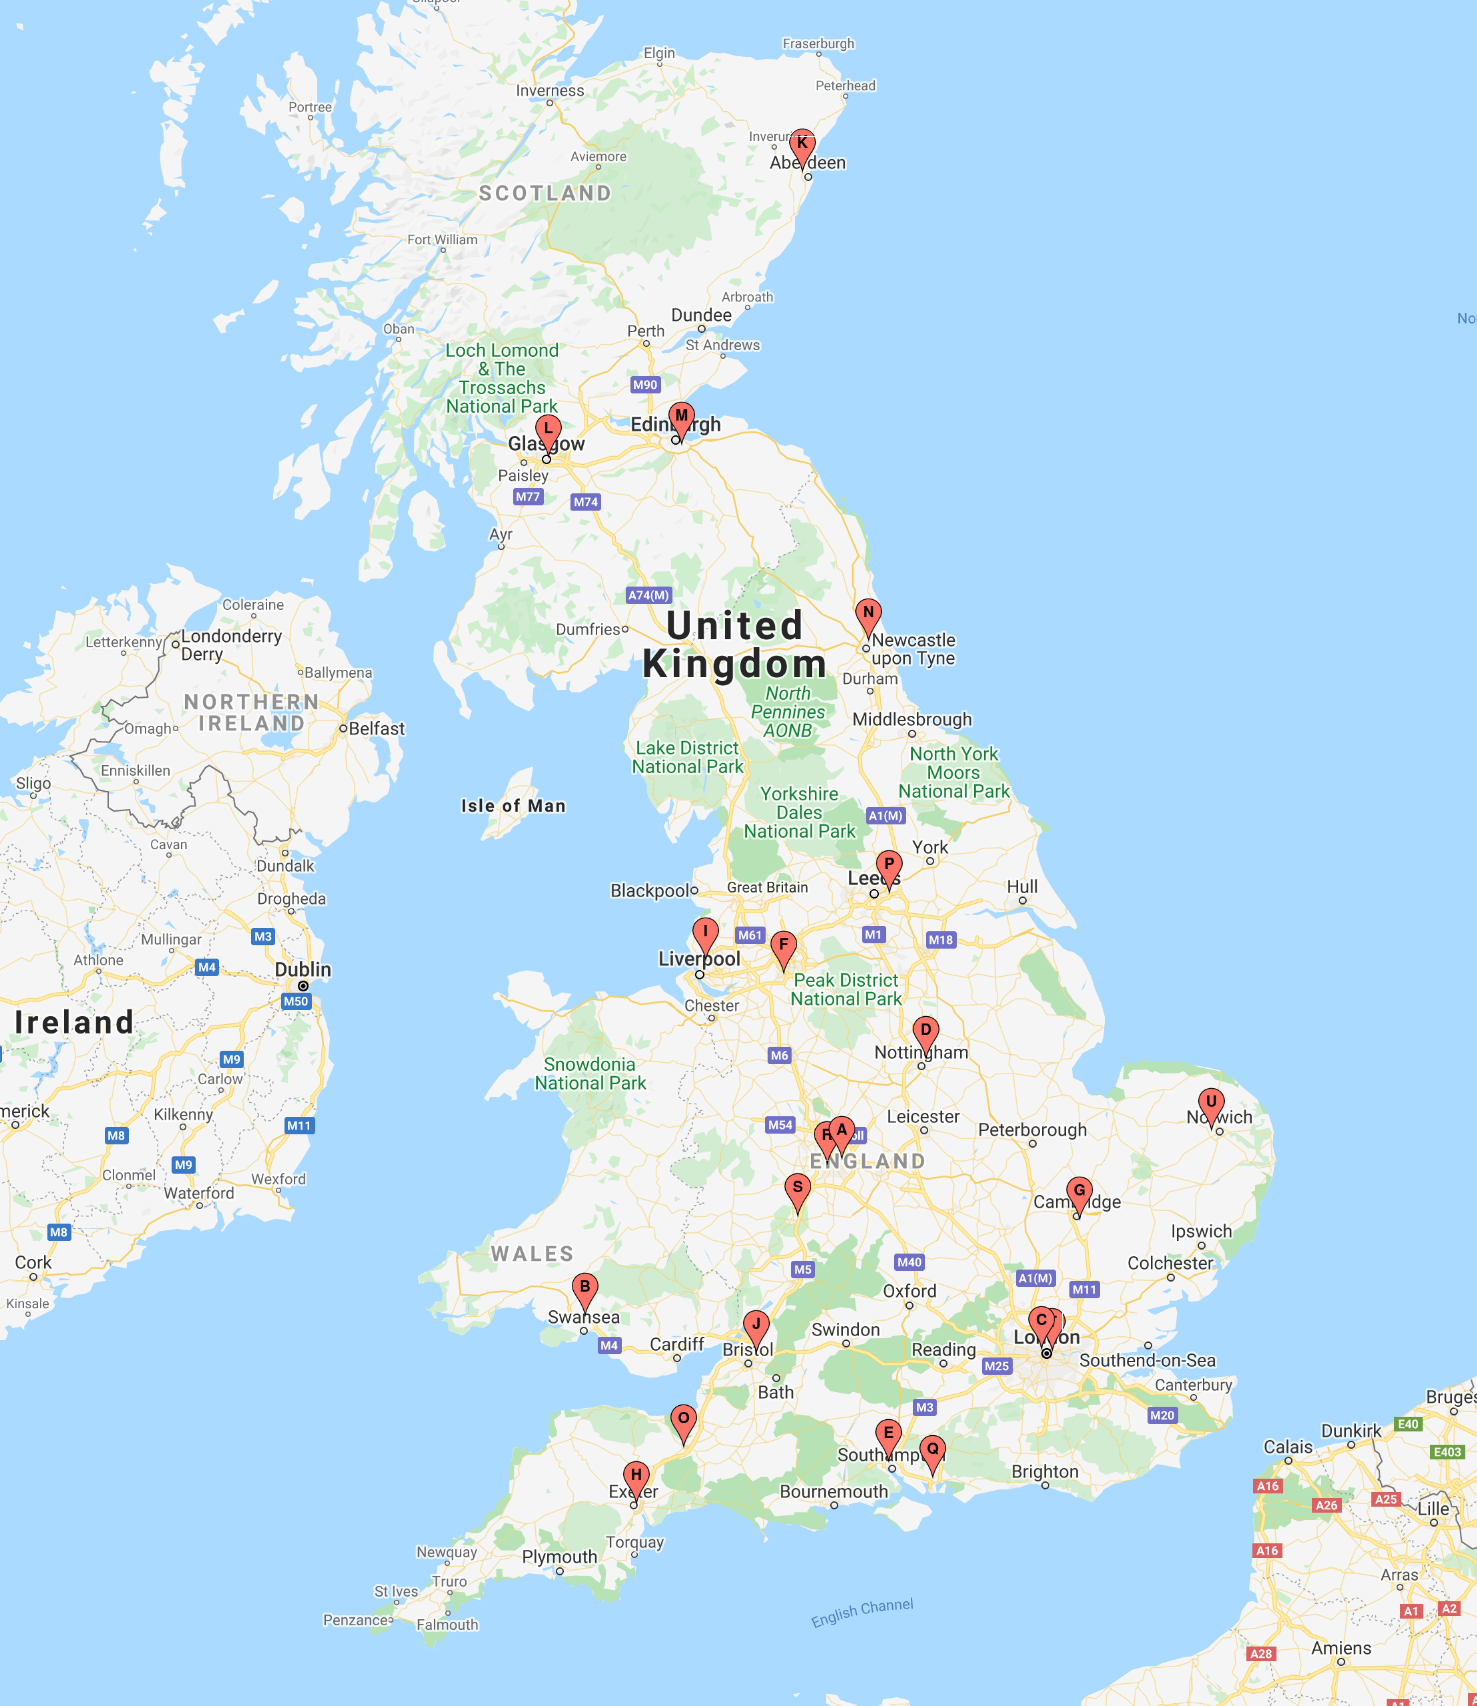 Fraserburgh
Elgin
Peterhead
Inverness
Portree
K
Aberdeen
Aviemore
SCOTLAND
Fort William
Arbroath
Dundee
No
Oban
Perth
St Andrews
Loch Lomond
& The
Trossachs
National Park
M90
M
L
Edinburgh
Glasgow
Paisley
M77
M74
Ayr
A74(M)
Coleraine
N
United
Kingdom
Dumfries
Letterkenny
Londonderry
Derry
Newcastle
upon Tyne
Ballymena
Durham
NORTHERN
IRELAND
North
Pennines
AONB
Omagh
Belfast
Middlesbrough
Lake District
National Park
North York
Moors
National Park
Enniskillen
Sligo
Isle of Man
Yorkshire
Dales
National Park
A1(M)
Cavan
York
Dundalk
P
Leeds
Blackpool
Great Britain
Hull
Drogheda
M3
Mullingar
I
M61
F
M1
M18
Athlone
M4
Dublin
Liverpool
M50
Peak District
National Park
Chester
Ireland
D
Nottingham
M6
M9
Snowdonia
National Park
Carlow
U
Norwich
merick
Kilkenny
M11
M8
M54
R
A
oll
Leicester
Peterborough
ENGLAND
M9
Clonmel
Wexford
Waterford
S
G
Cambridge
M8
Ipswich
WALES
Cork
M5
M40
Colchester
A1(M)
M11
B
Oxford
Kinsale
Swansea
J
Swindon
C
London
M4
Cardiff
Bristol
Reading
M25
Southend-on-Sea
Bath
Canterbury
M3
M20
Bruges
O
E
Q
Southampton
Dunkirk
E40
Calais
E403
H
Exeter
Bournemouth
Brighton
A16
A26
A25
Lille
Torquay
Newquay
Plymouth
A16
Truro
St Ives
Arras
Penzance
Falmouth
English Channel
A1
A2
A28
Amiens